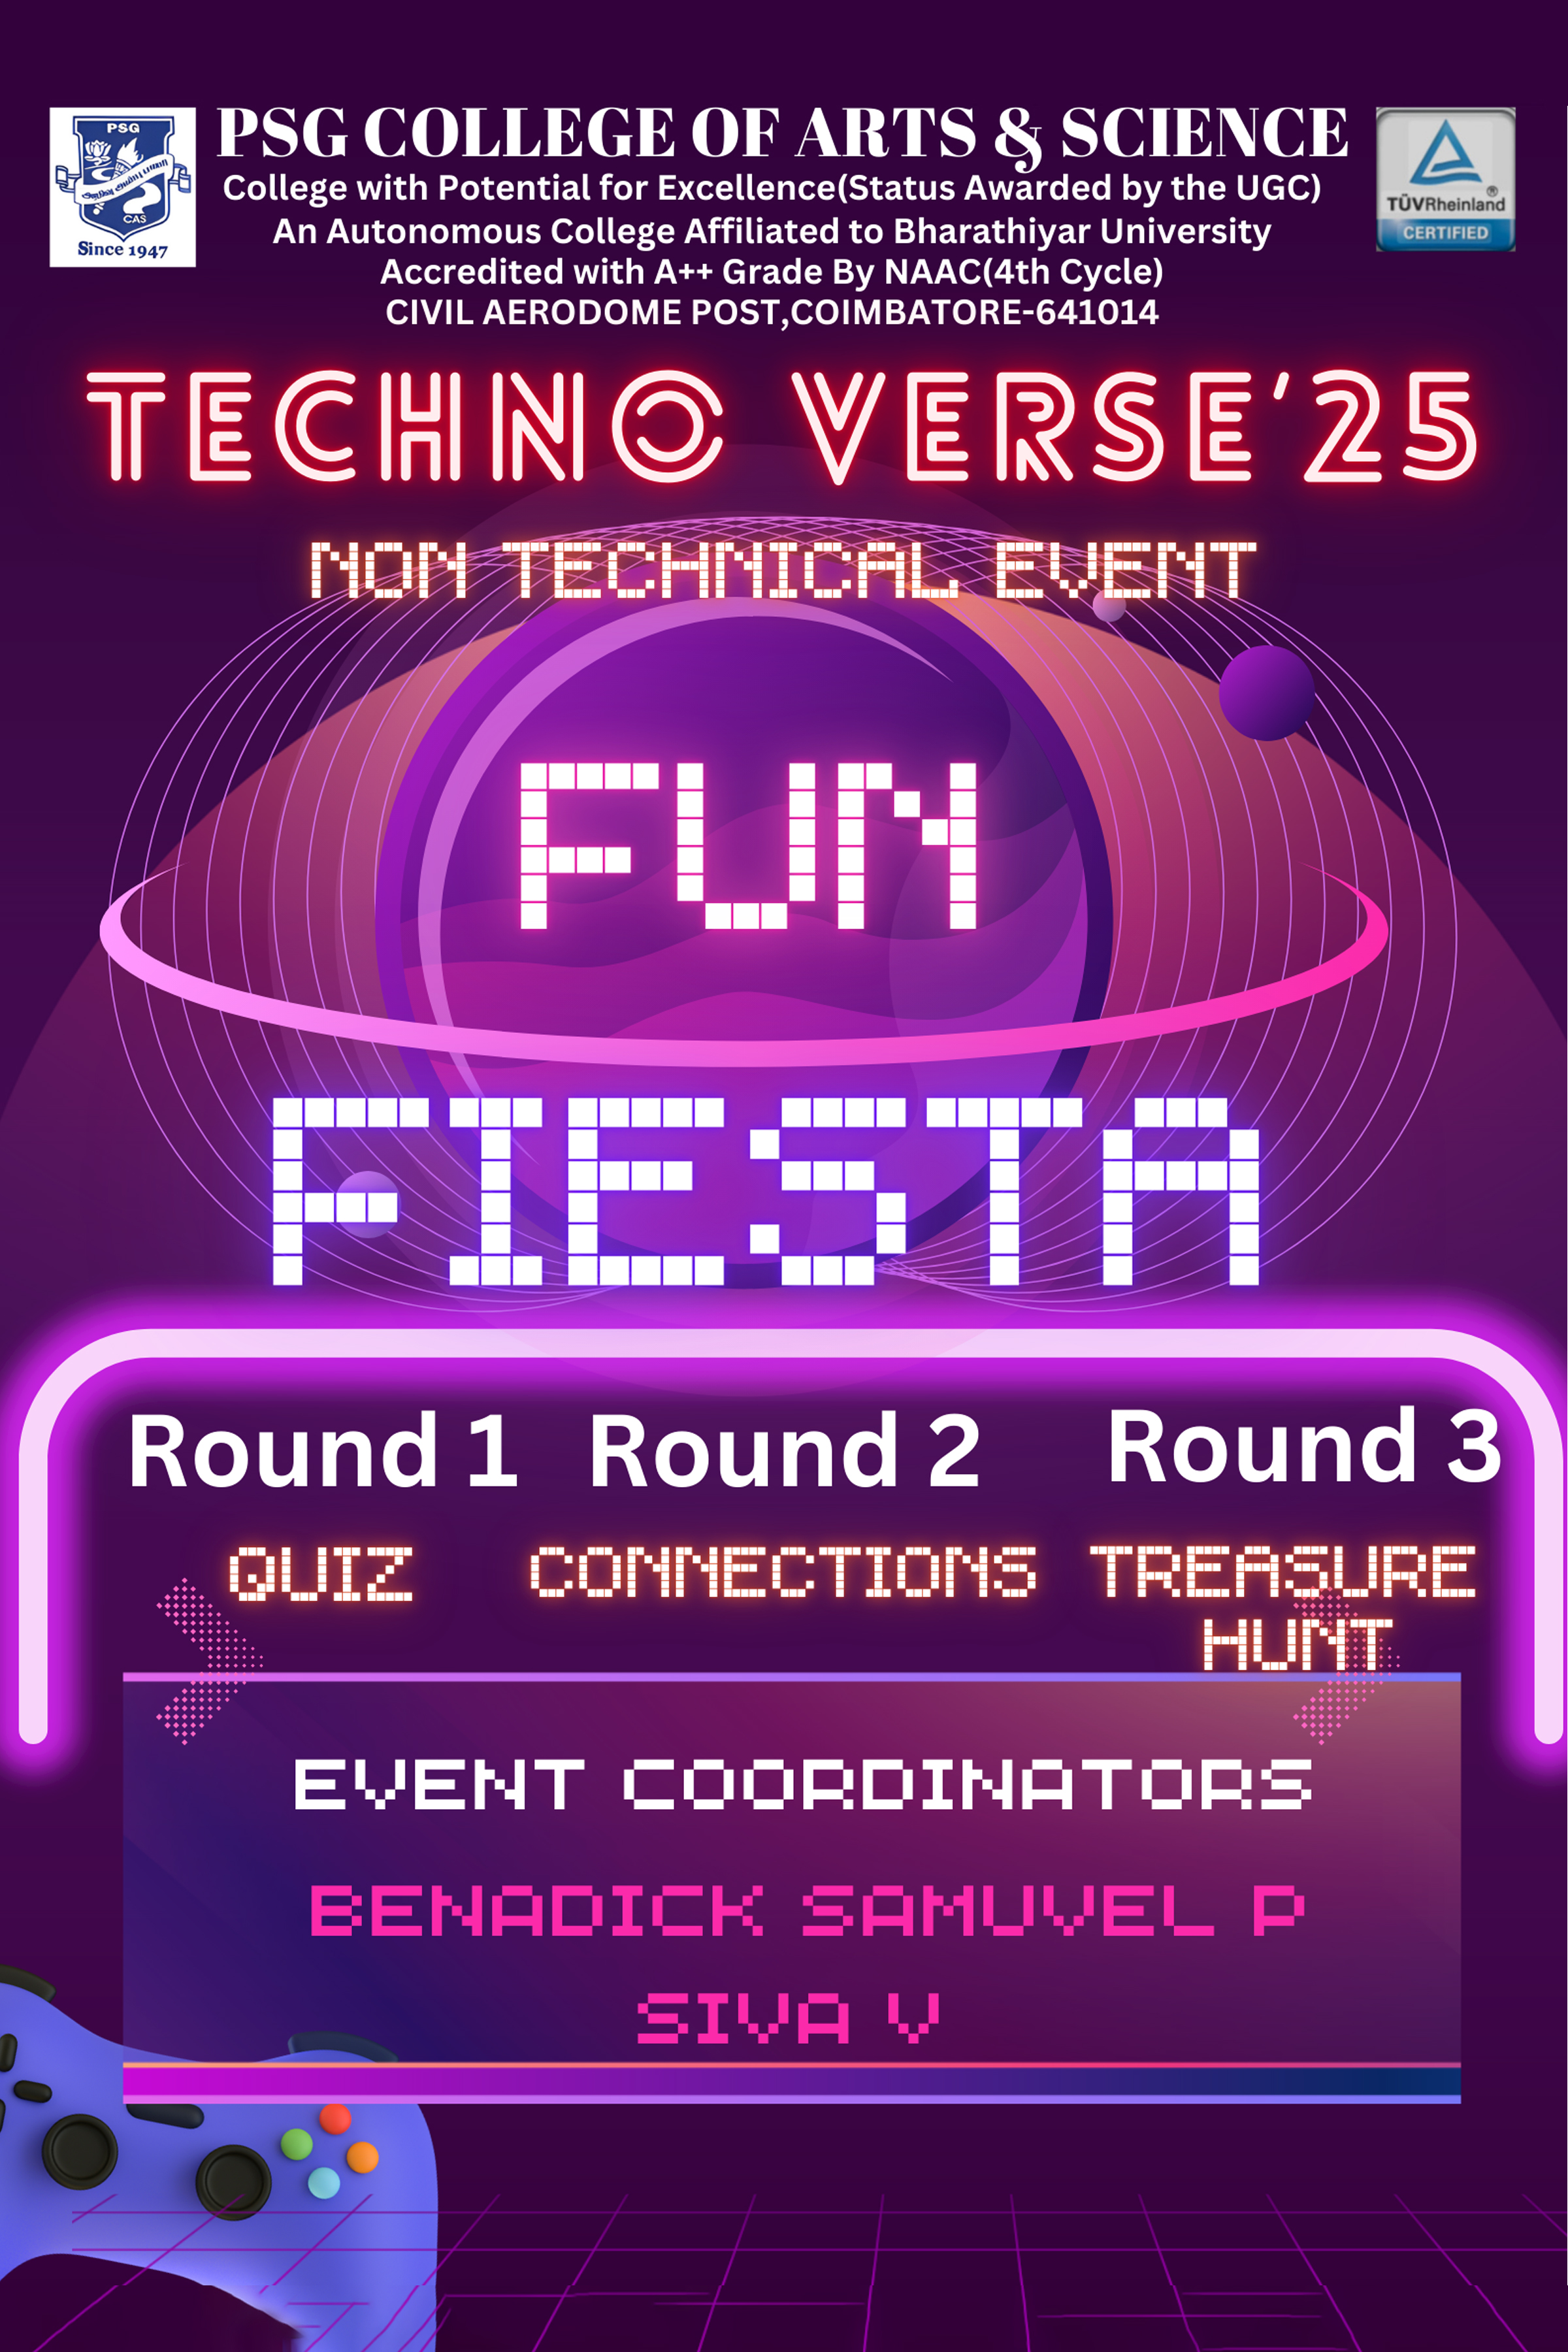 PSG
CAS
Since 1947
PSG COLLEGE OF ARTS & SCIENCE
College with Potential for Excellence(Status Awarded by the UGC)
An Autonomous College Affiliated to Bharathiyar University
Accredited with A++ Grade By NAAC(4th Cycle)
CIVIL AERODOME POST,COIMBATORE-641014
TÜVRheinland®
CERTIFIED
TECHNO VERSE'25
NON TECHNICAL EVENT
FUN
FIESTA
Round 1 Round 2 Round 3
QUIZ CONNECTIONS TREASURE
HUNT
EVENT COORDINATORS
BENADICK SAMUVEL P
SIVA V